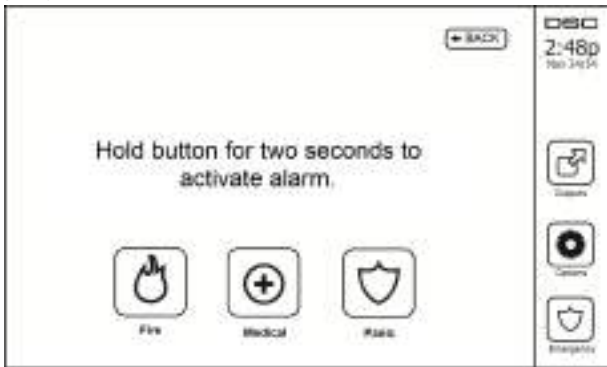 ← BACK
DSC
2:48p
Hold button for two seconds to
activate alarm.
Fire
Medical
Panic
Outputs
Options
Emergency